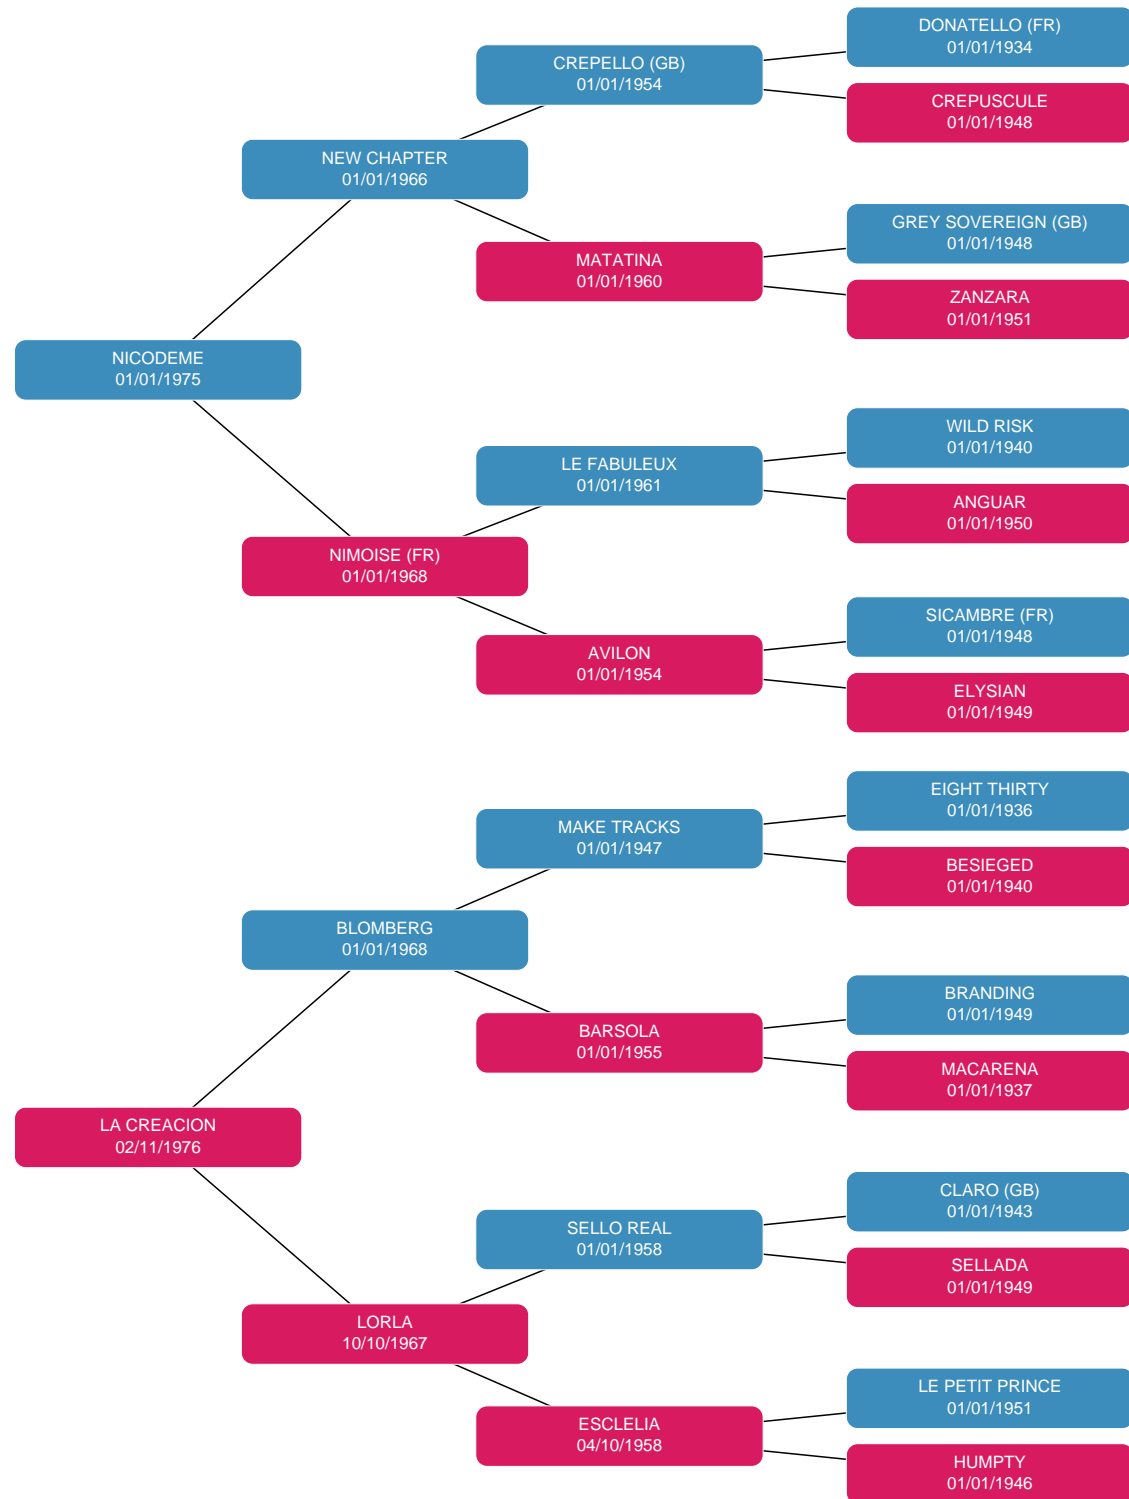 DONATELLO (FR)
01/01/1934
CREPELLO (GB)
01/01/1954
CREPUSCULE
01/01/1948
NEW CHAPTER
01/01/1966
GREY SOVEREIGN (GB)
01/01/1948
MATATINA
01/01/1960
ZANZARA
01/01/1951
NICODEME
01/01/1975
WILD RISK
01/01/1940
LE FABULEUX
01/01/1961
ANGUAR
01/01/1950
NIMOISE (FR)
01/01/1968
SICAMBRE (FR)
01/01/1948
AVILON
01/01/1954
ELYSIAN
01/01/1949
EIGHT THIRTY
01/01/1936
MAKE TRACKS
01/01/1947
BESIEGED
01/01/1940
BLOMBERG
01/01/1968
BRANDING
01/01/1949
BARSOLA
01/01/1955
MACARENA
01/01/1937
LA CREACION
02/11/1976
CLARO (GB)
01/01/1943
SELLO REAL
01/01/1958
SELLADA
01/01/1949
LORLA
10/10/1967
LE PETIT PRINCE
01/01/1951
ESCLELIA
04/10/1958
HUMPTY
01/01/1946